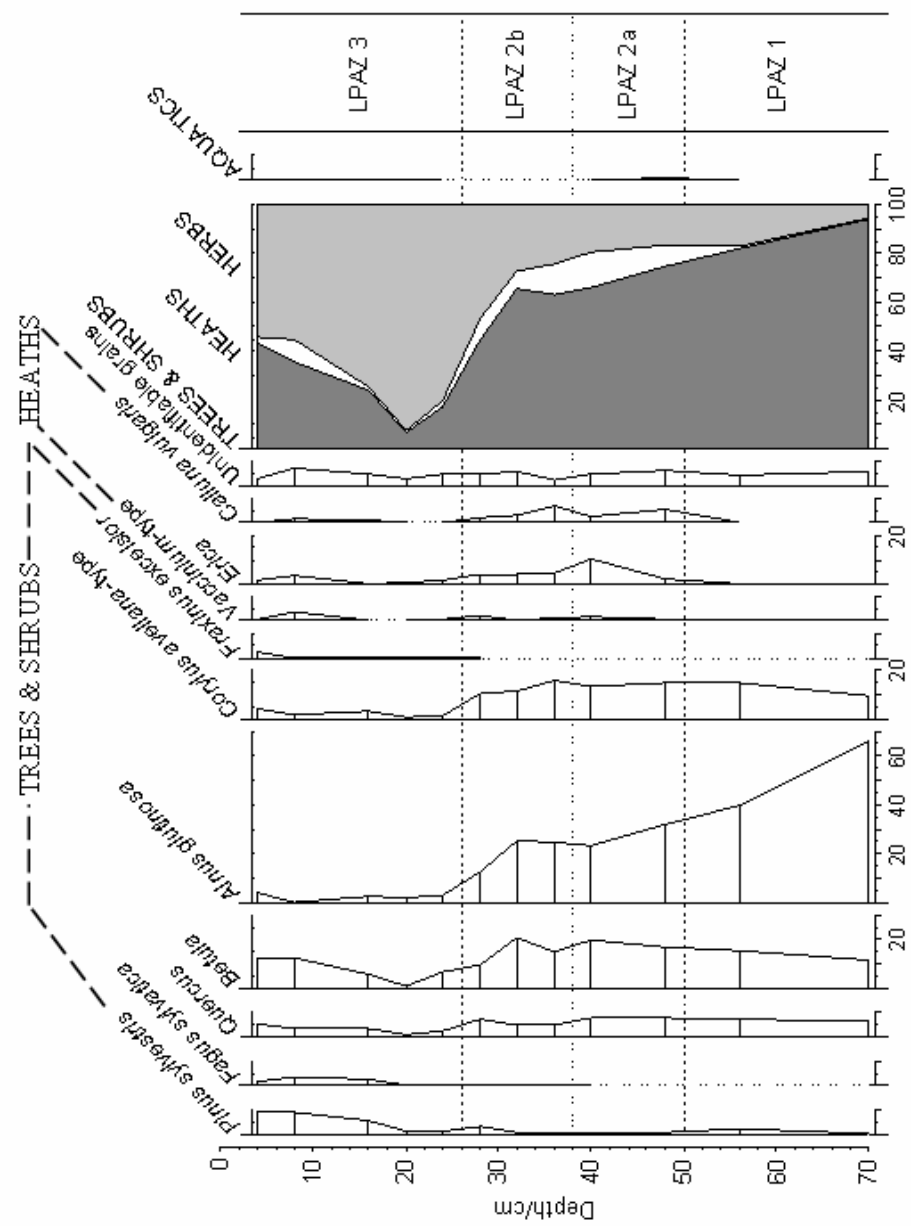 TREES & SHRUBS
HEATHS
Pinus sylvestris
Fagus sylvatica
Quercus
Betula
Alnus glutinosa
Corylus avellana-type
Fraxinus excelsior
Vaccinium-type
Erica
Calluna vulgaris
Unidentifiable grains
TREES & SHRUBS
HEATHS
HERBS
AQUATICS
LPAZ 3
LPAZ 2b
LPAZ 2a
LPAZ 1
0
10
20
30
40
50
60
70
Depth/cm
20
20 40 60
20
20
20 40 60 80 100